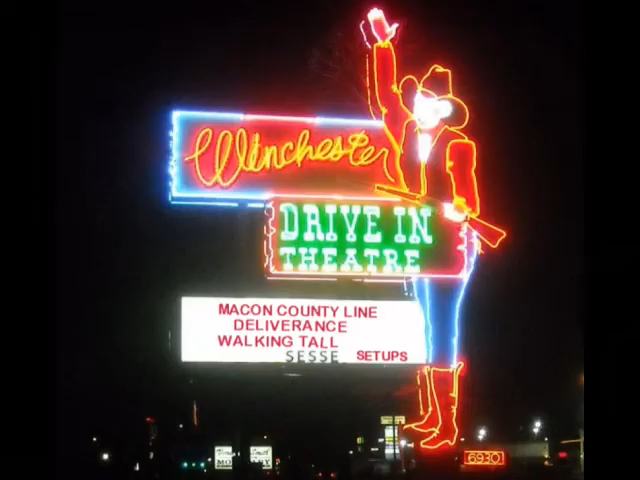 Winchester
DRIVE IN
THEATRE
MACON COUNTY LINE
DELIVERANCE
WALKING TALL
SESSE SETUPS
6930